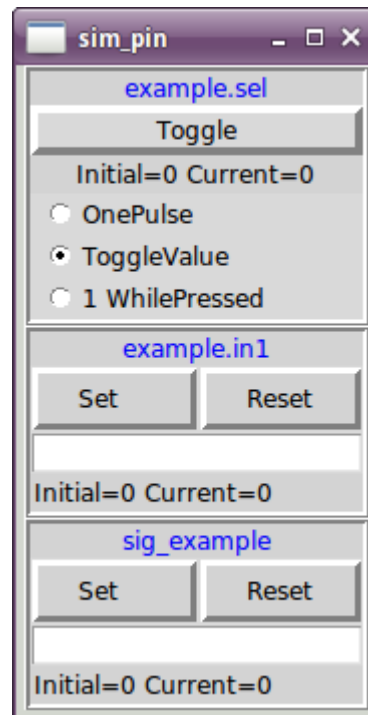 sim_pin
example.sel
Toggle
Initial=0 Current=0
OnePulse
ToggleValue
1 WhilePressed
example.in1
Set Reset
Initial=0 Current=0
sig_example
Set Reset
Initial=0 Current=0